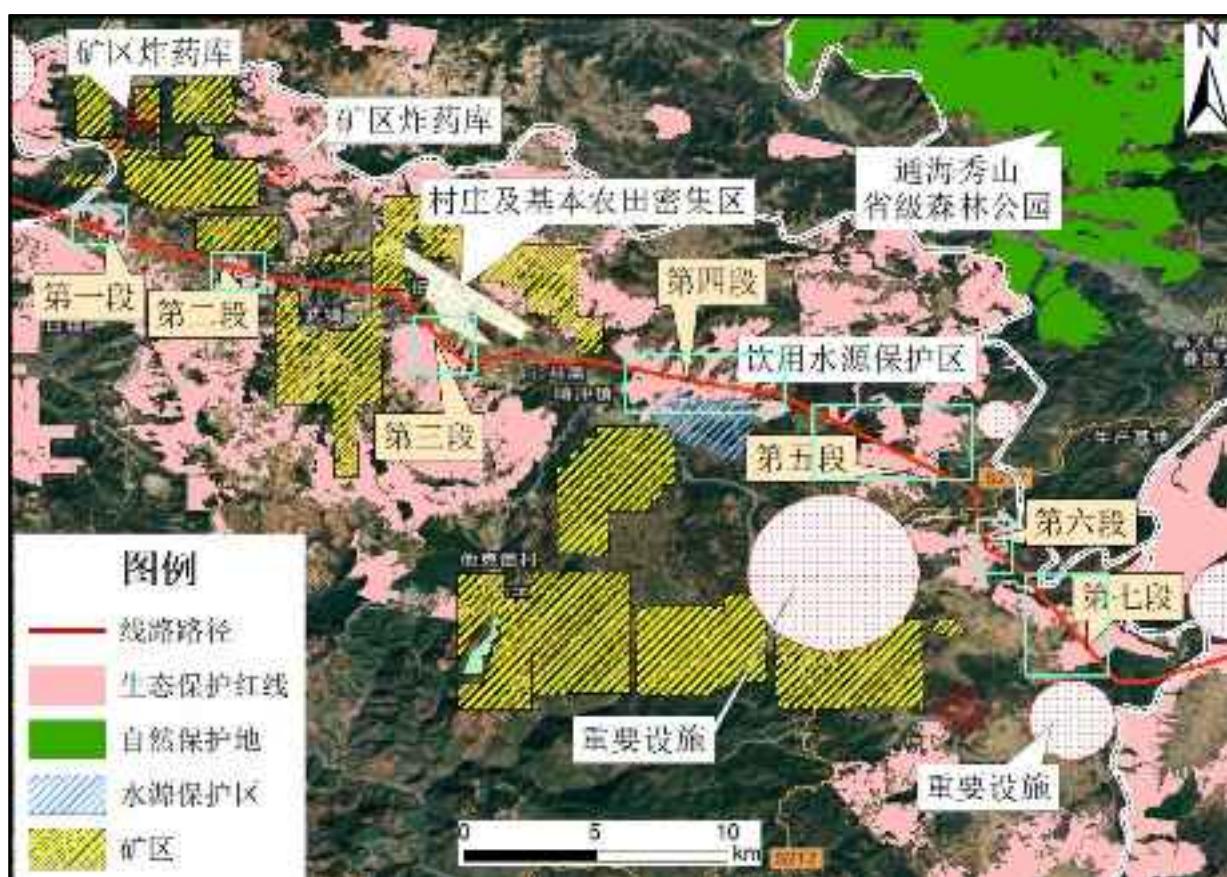 矿区炸药库
N
矿区炸药库
通海秀山
省级森林公园
村庄及基本农田密集区
第四段
第一段
第二段
饮用水源保护区
第三段
第五段
第六段
第七段
图例
线路路径
生态保护红线
自然保护地
水源保护区
矿区
重要设施
重要设施
0
5
10
km